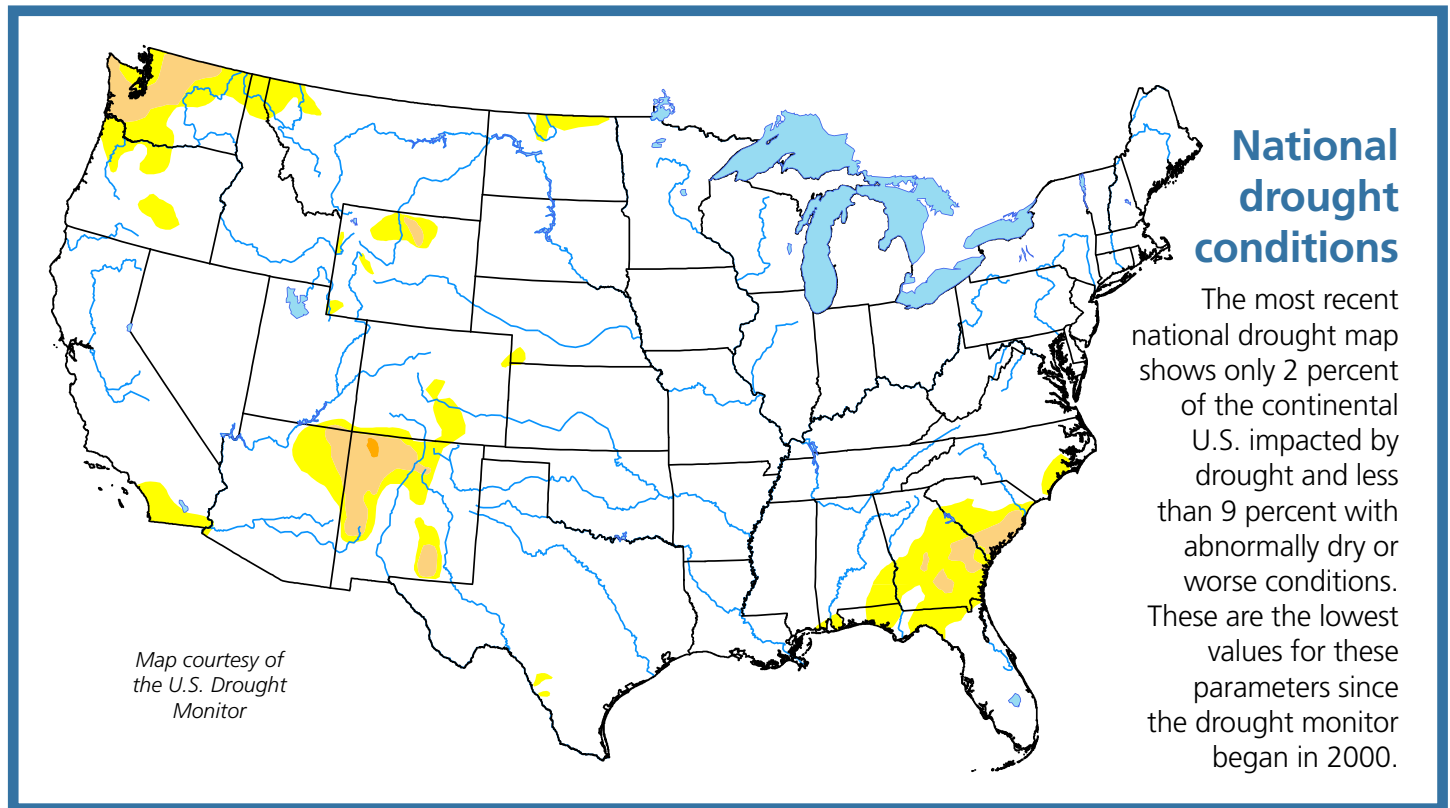 National
drought
conditions
The most recent
national drought map
shows only 2 percent
of the continental
U.S. impacted by
drought and less
than 9 percent with
abnormally dry or
worse conditions.
These are the lowest
values for these
parameters since
the drought monitor
began in 2000.
Map courtesy of
the U.S. Drought
Monitor